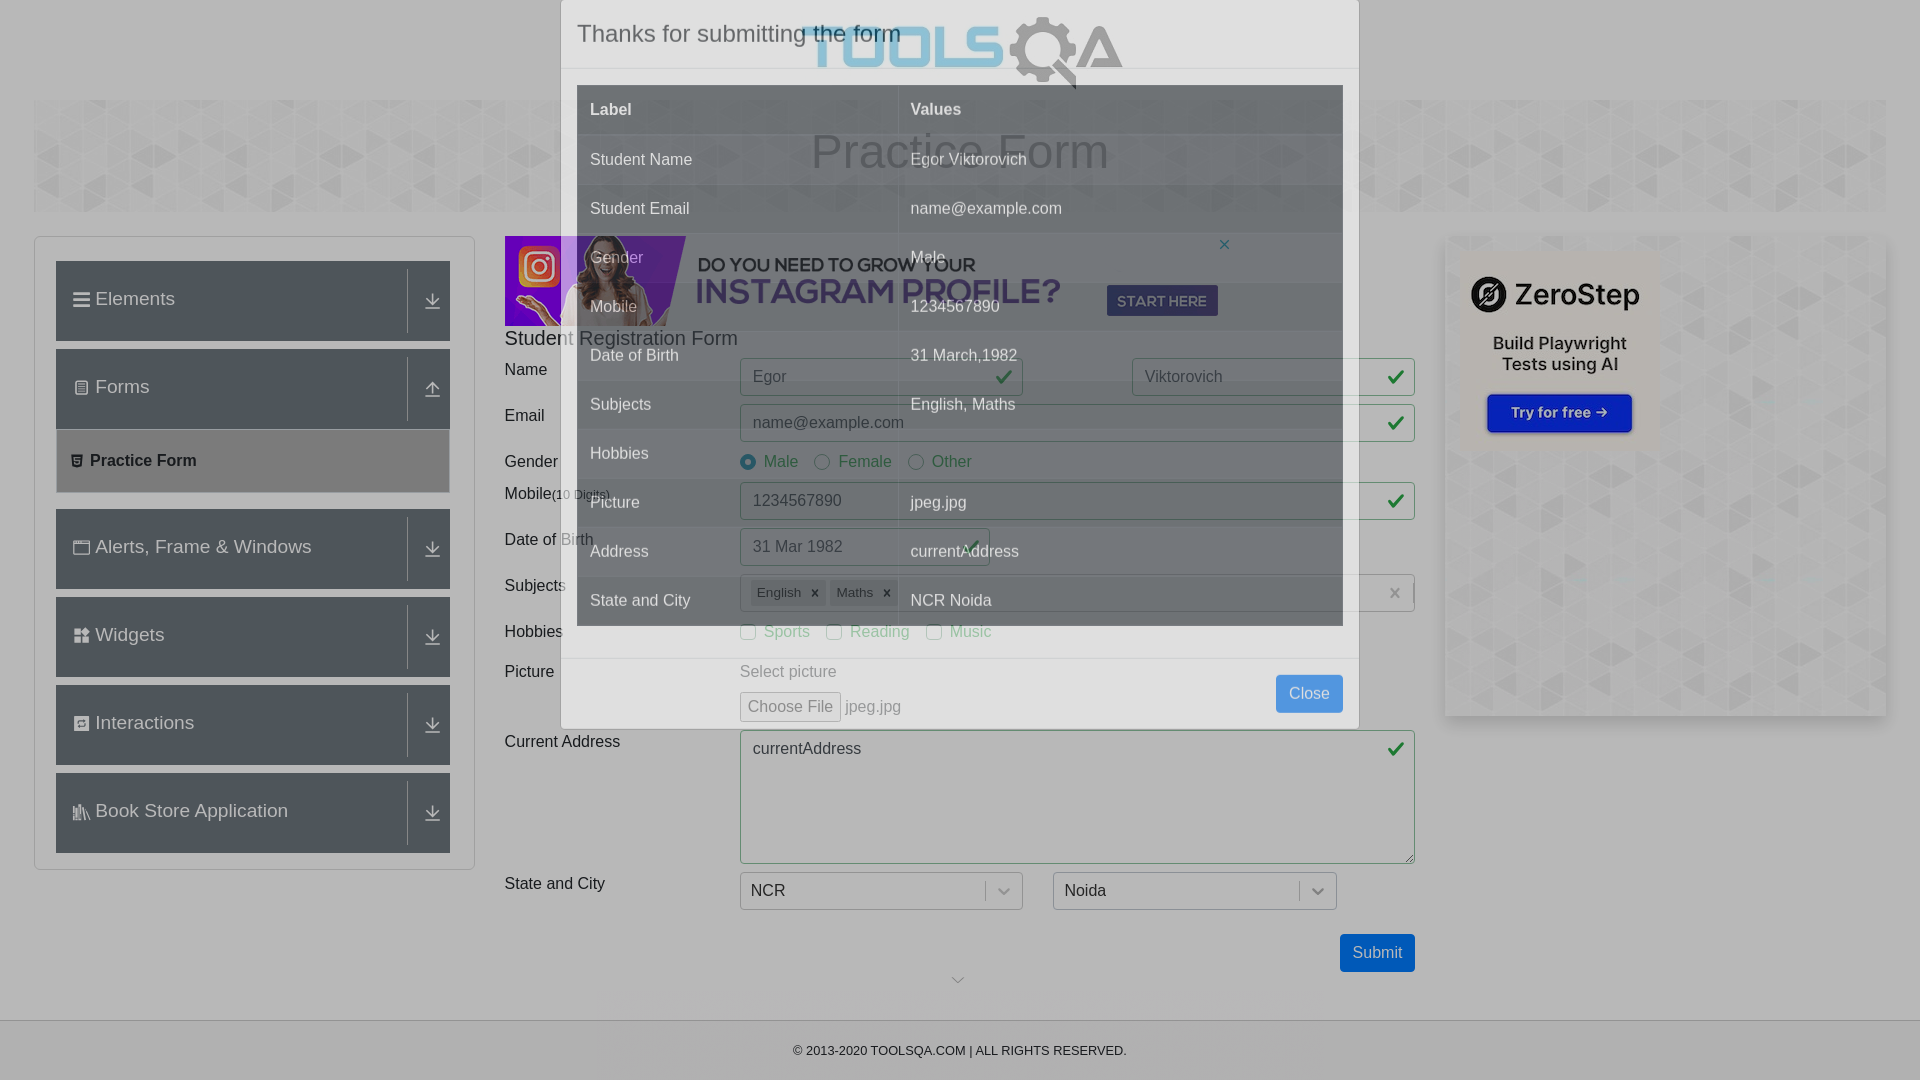 Thanks for submitting the form
TOOLSQA
Practice Form
Label Values
Student Name Egor Viktorovich
Student Email name@example.com
Gender Male
Mobile 1234567890
Date of Birth 31 March,1982
Subjects English, Maths
Hobbies
Picture jpeg.jpg
Address currentAddress
State and City NCR Noida
Close
Elements
Forms
Practice Form
Alerts, Frame & Windows
Widgets
Interactions
Book Store Application
DO YOU NEED TO GROW YOUR
INSTAGRAM PROFILE?
START HERE
Student Registration Form
Name Egor Viktorovich
Email name@example.com
Gender Male Female Other
Mobile(10 Digits) 1234567890
Date of Birth 31 Mar 1982
Subjects English Maths
Hobbies Sports Reading Music
Picture Select picture
Choose File jpeg.jpg
Current Address currentAddress
State and City NCR Noida
Submit
ZeroStep
Build Playwright
Tests using AI
Try for free →
© 2013-2020 TOOLSQA.COM | ALL RIGHTS RESERVED.